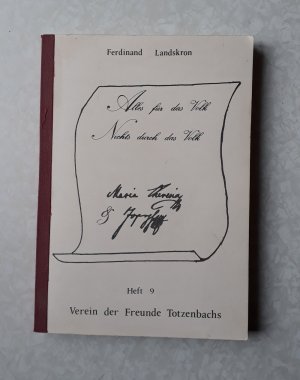 Ferdinand Landskron
Alles für das Volk
Nichts durch das Volk
Maria Theresia
&
Heft 9
Verein der Freunde Totzenbachs